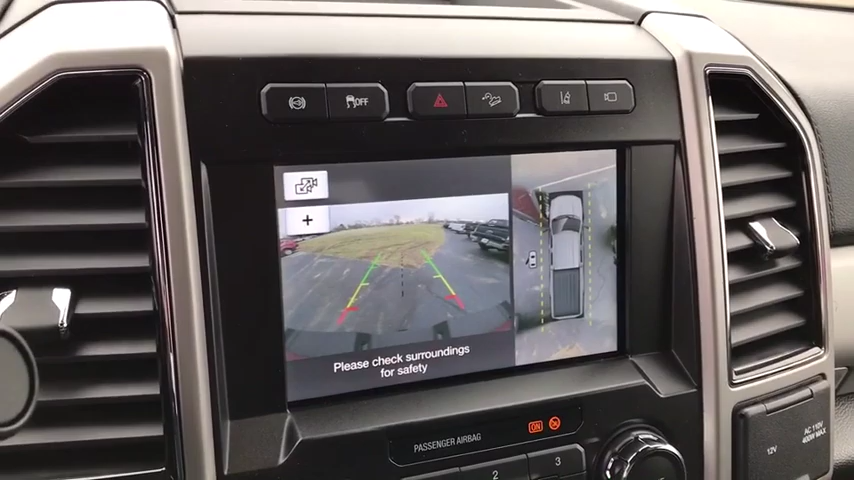 OFF
+
Please check surroundings
for safety
PASSENGER AIRBAG
ON
2
3
12V
AC 110V
400W MAX